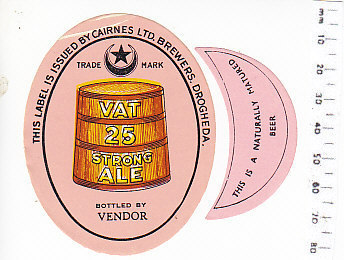 THIS LABEL IS ISSUED BY CAIRNES LTD. BREWERS, DROGHEDA.
TRADE MARK
VAT
25
STRONG
ALE
BOTTLED BY
VENDOR
THIS IS A NATURALLY MATURED
BEER
mm 10 20 30 40 50 60 70 80